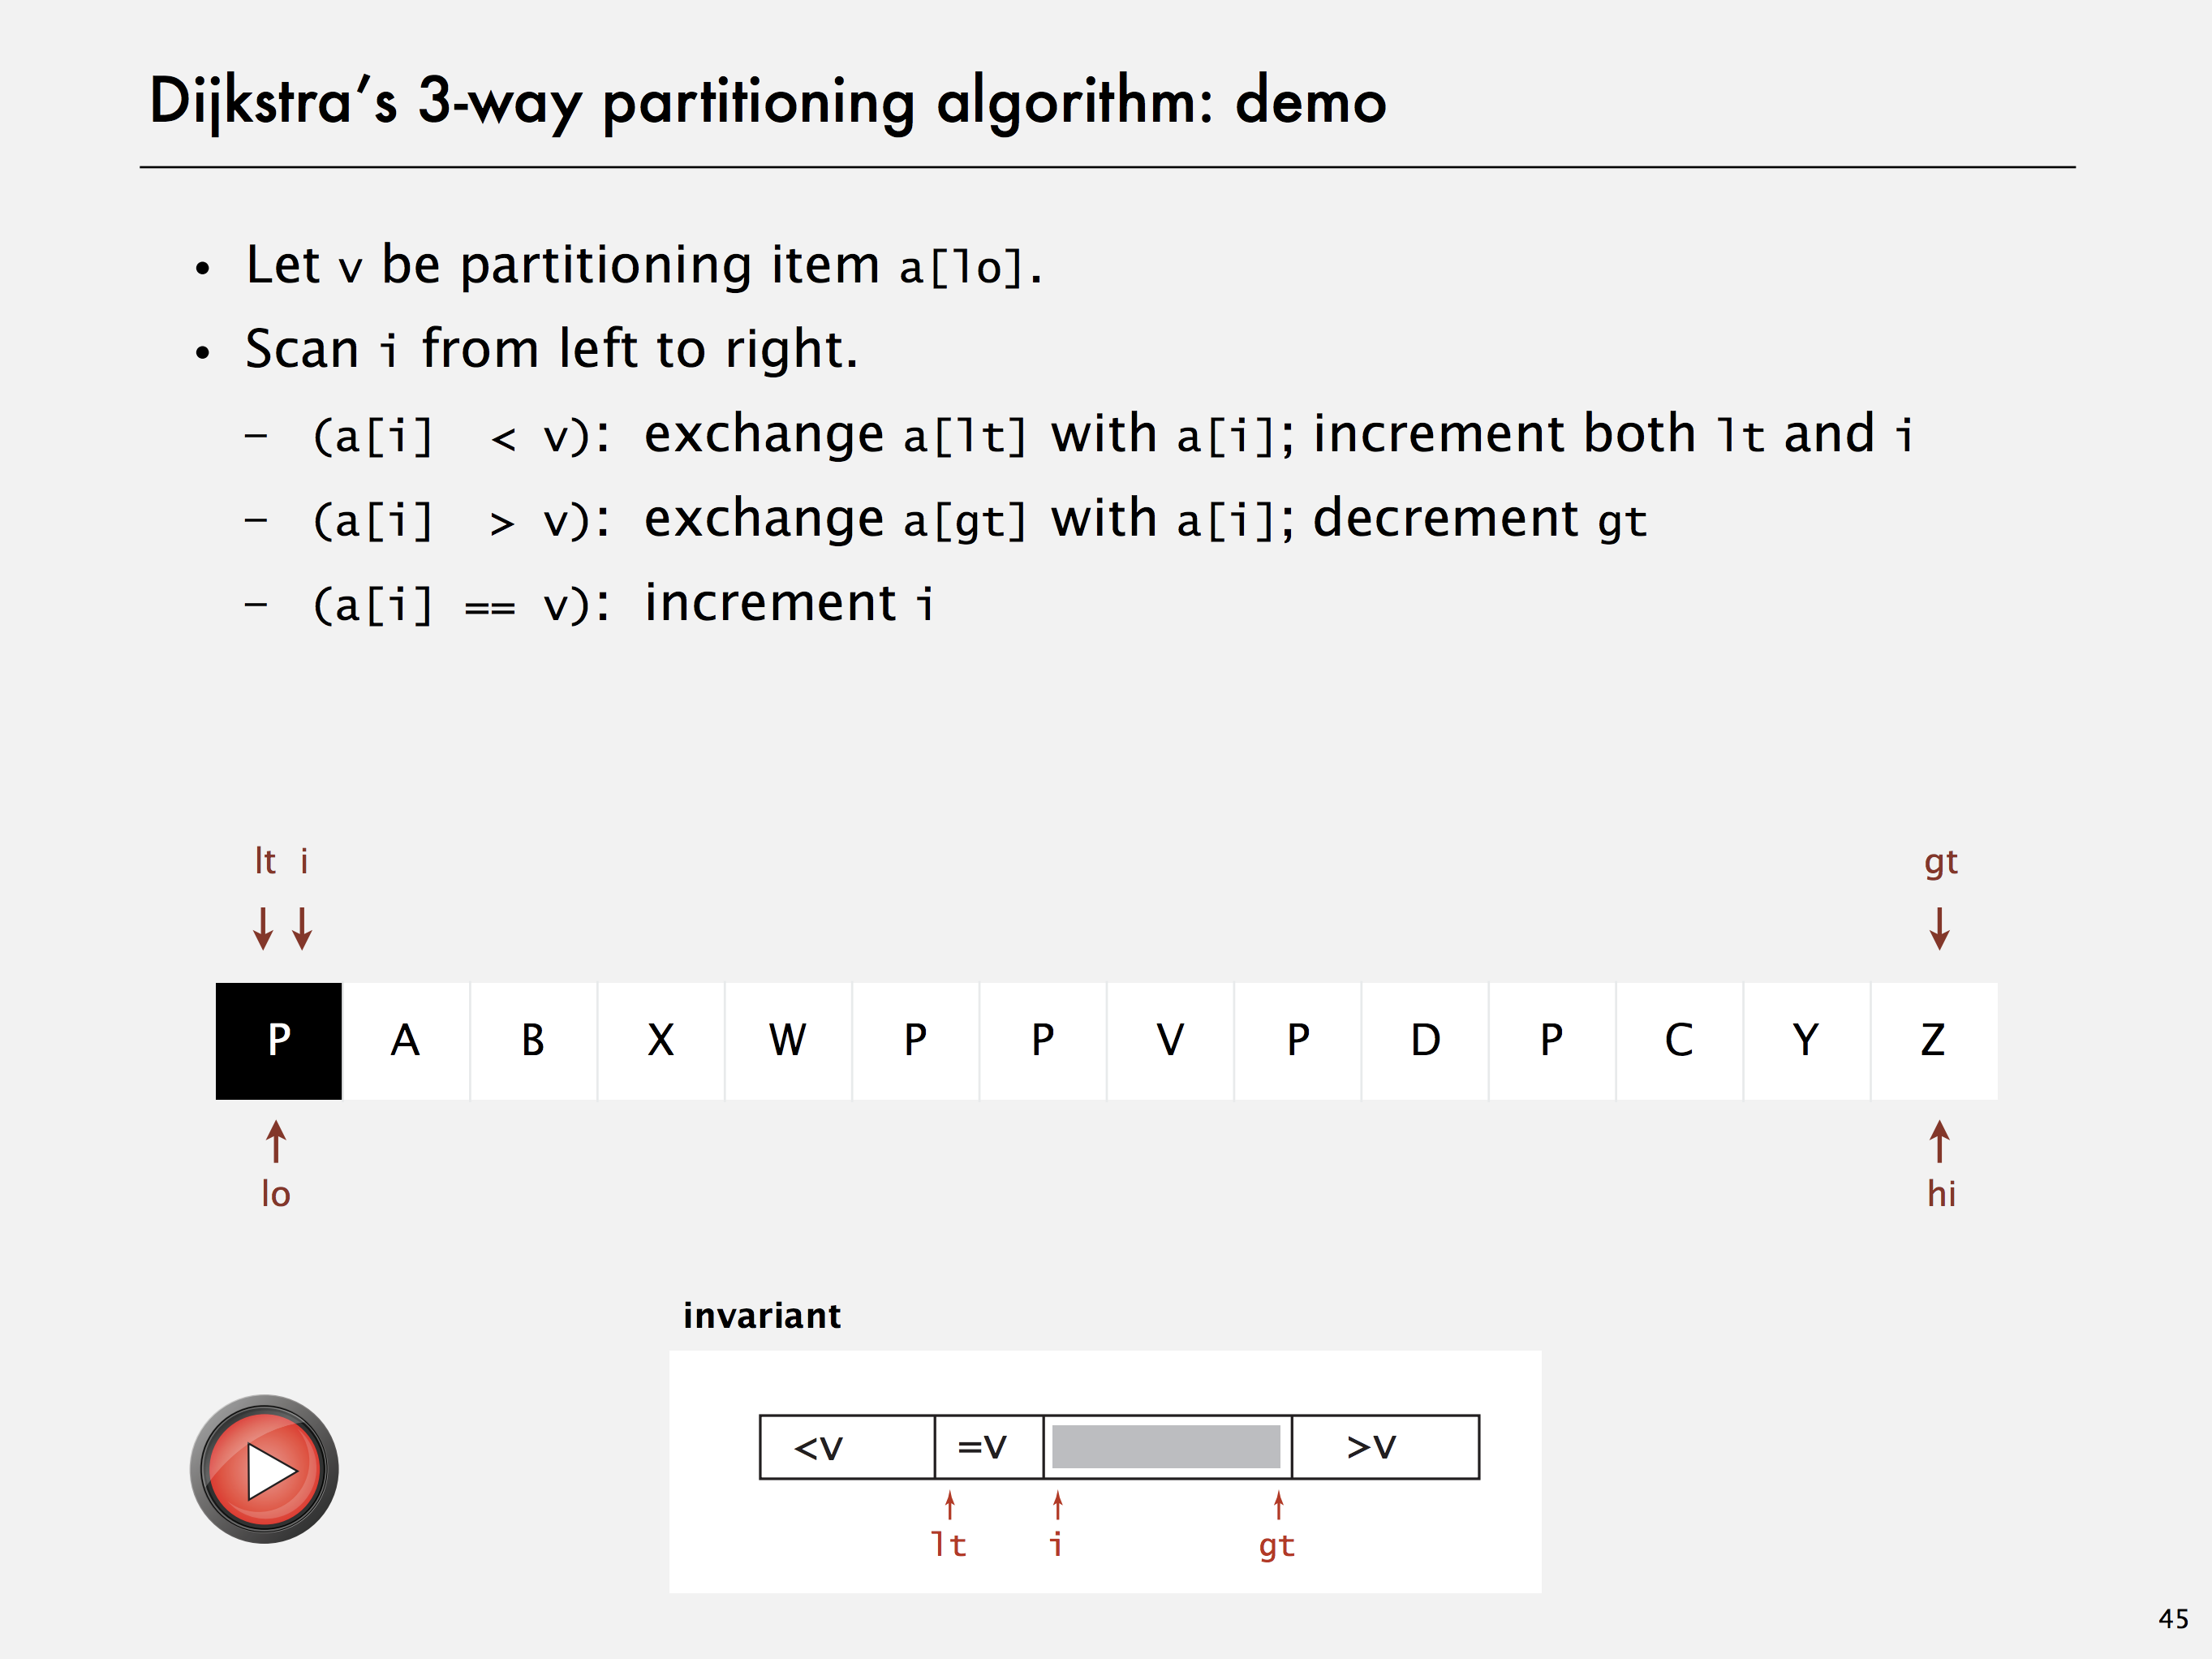 Dijkstra’s 3-way partitioning algorithm: demo
• Let v be partitioning item a[lo].
• Scan i from left to right.
– (a[i] < v): exchange a[lt] with a[i]; increment both lt and i
– (a[i] > v): exchange a[gt] with a[i]; decrement gt
– (a[i] == v): increment i
lt i gt
P A B X W P P V P D P C Y Z
lo hi
invariant
<v =v >v
lt i gt
45